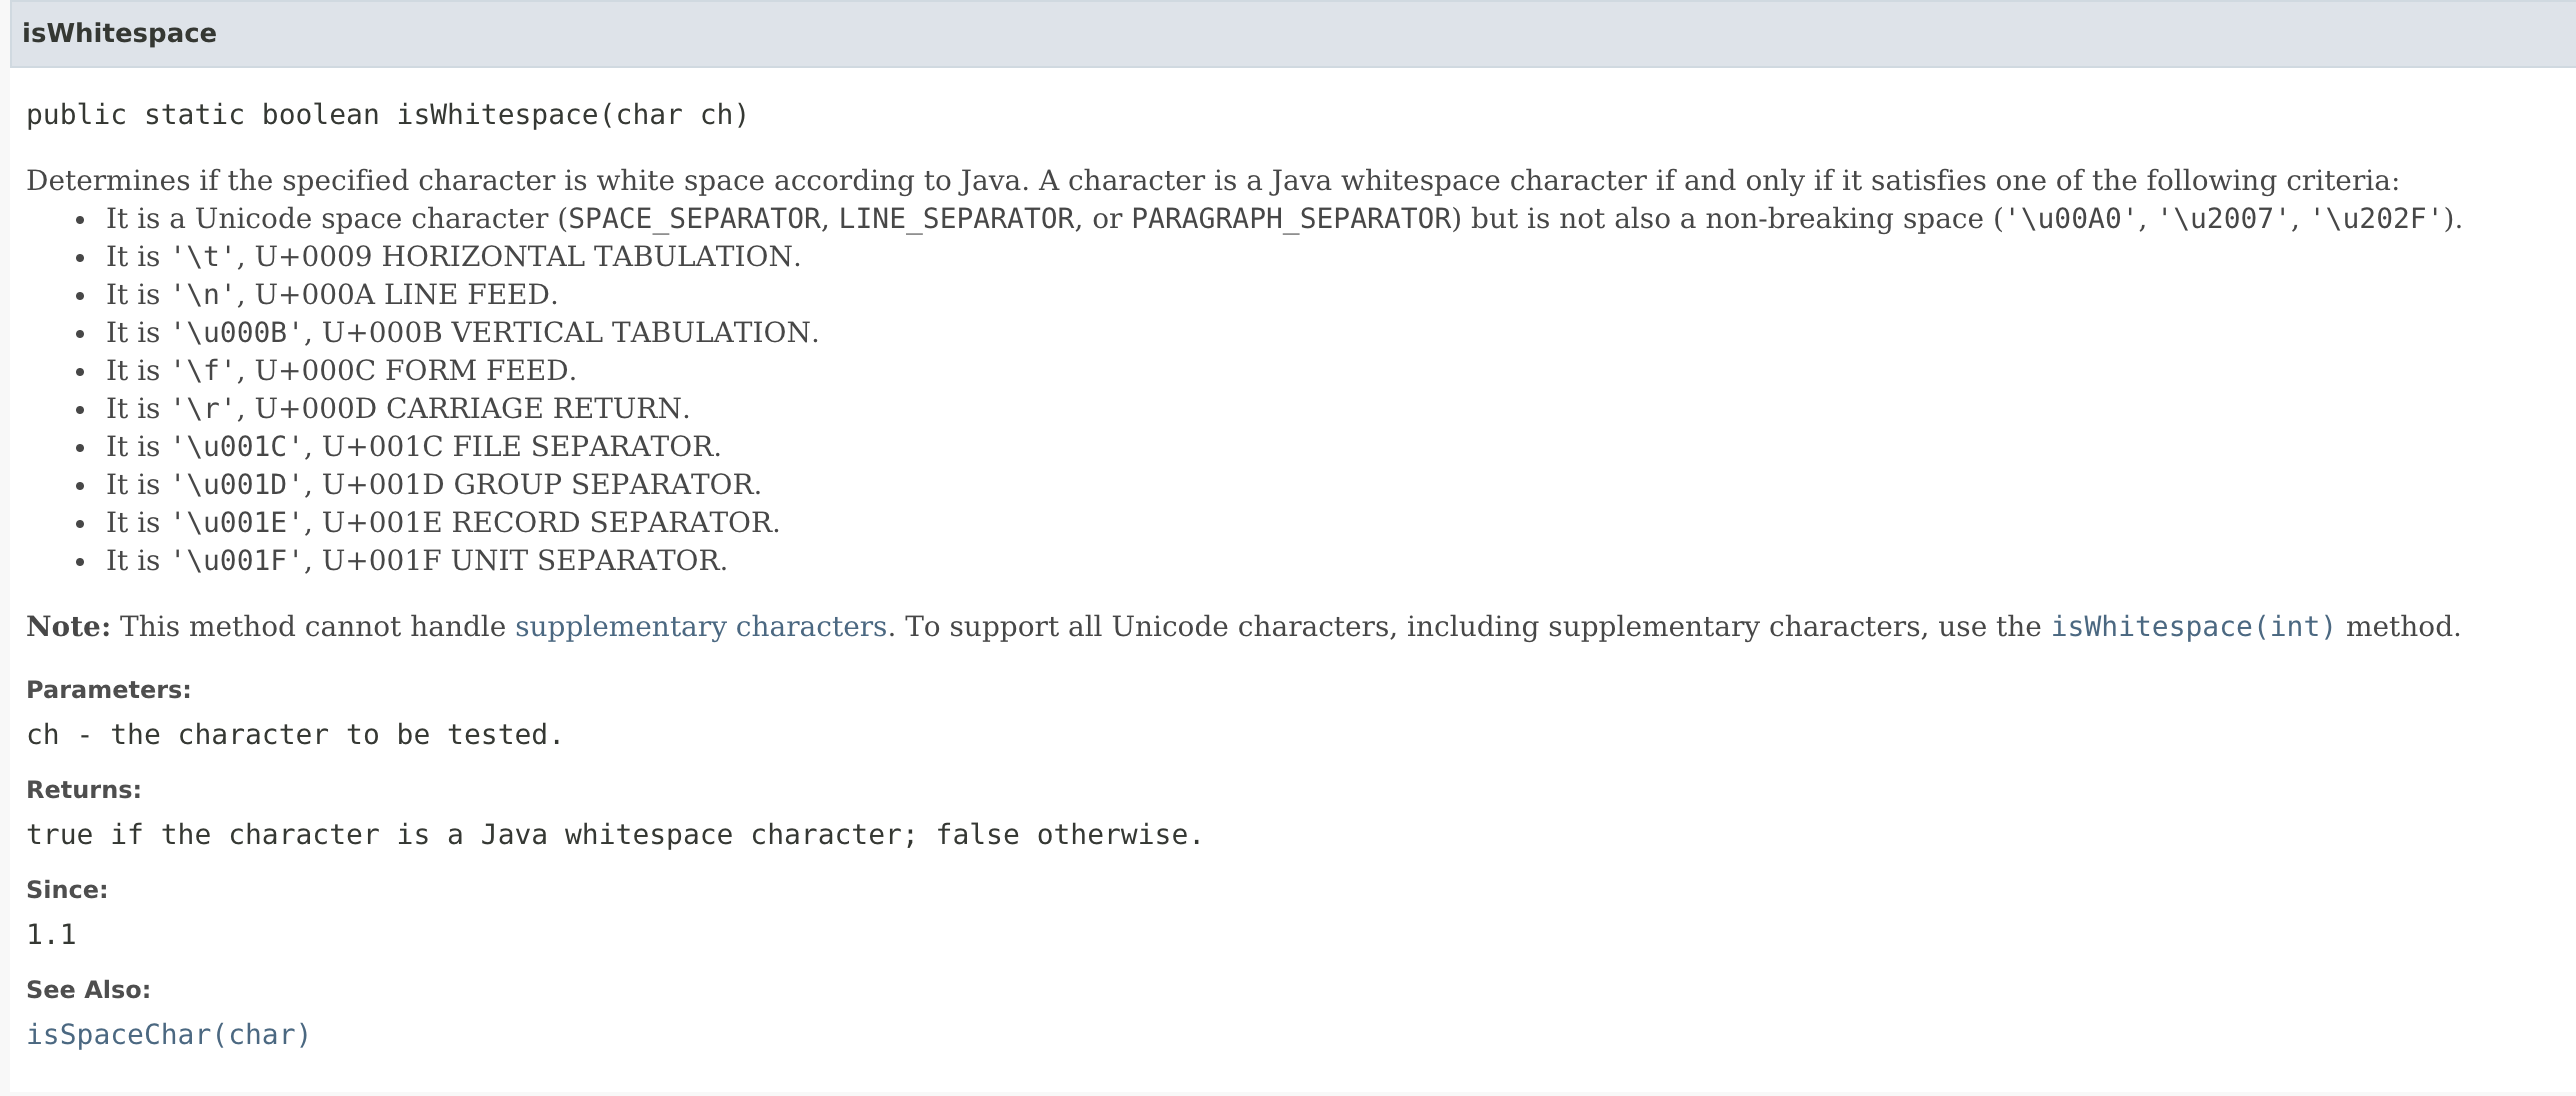 isWhitespace
public static boolean isWhitespace(char ch)
Determines if the specified character is white space according to Java. A character is a Java whitespace character if and only if it satisfies one of the following criteria:
• It is a Unicode space character (SPACE_SEPARATOR, LINE_SEPARATOR, or PARAGRAPH_SEPARATOR) but is not also a non-breaking space ('\u00A0', '\u2007', '\u202F').
• It is '\t', U+0009 HORIZONTAL TABULATION.
• It is '\n', U+000A LINE FEED.
• It is '\u000B', U+000B VERTICAL TABULATION.
• It is '\f', U+000C FORM FEED.
• It is '\r', U+000D CARRIAGE RETURN.
• It is '\u001C', U+001C FILE SEPARATOR.
• It is '\u001D', U+001D GROUP SEPARATOR.
• It is '\u001E', U+001E RECORD SEPARATOR.
• It is '\u001F', U+001F UNIT SEPARATOR.
Note: This method cannot handle supplementary characters. To support all Unicode characters, including supplementary characters, use the isWhitespace(int) method.
Parameters:
ch - the character to be tested.
Returns:
true if the character is a Java whitespace character; false otherwise.
Since:
1.1
See Also:
isSpaceChar(char)